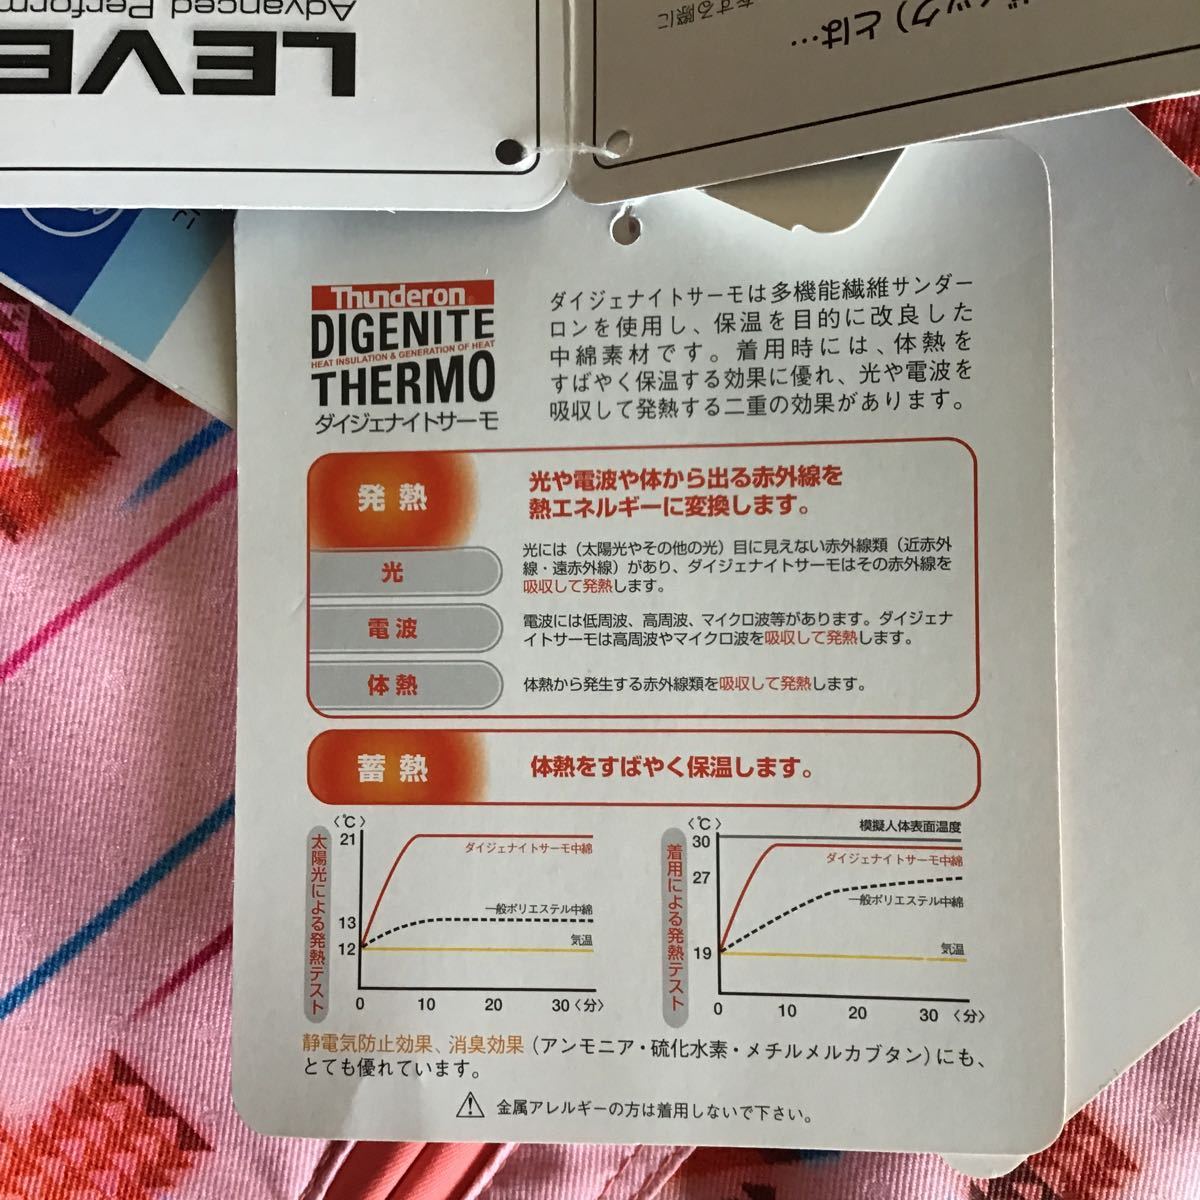 Advanced Perform
LEVE
ック）とは…
Thunderon
DIGENITE
HEAT INSULATION & GENERATION OF HEAT
THERMO
ダイジェナイトサーモ
ダイジェナイトサーモは多機能繊維サンダー
ロンを使用し、保温を目的に改良した
中綿素材です。着用時には、体熱を
すばやく保温する効果に優れ、光や電波を
吸収して発熱する二重の効果があります。
発熱
光や電波や体から出る赤外線を
熱エネルギーに変換します。
光
光には（太陽光やその他の光）目に見えない赤外線類（近赤外
線・遠赤外線）があり、ダイジェナイトサーモはその赤外線を
吸収して発熱します。
電波
電波には低周波、高周波、マイクロ波等があります。ダイジェナ
イトサーモは高周波やマイクロ波を吸収して発熱します。
体熱
体熱から発生する赤外線類を吸収して発熱します。
蓄熱
体熱をすばやく保温します。
太陽光による発熱テスト
〈℃〉
21
13
12
ダイジェナイトサーモ中綿
一般ポリエステル中綿
気温
0 10 20 30〈分〉
着用による発熱テスト
〈℃〉
30
27
19
模擬人体表面温度
ダイジェナイトサーモ中綿
一般ポリエステル中綿
気温
0 10 20 30〈分〉
静電気防止効果、消臭効果（アンモニア・硫化水素・メチルメルカプタン）にも、
とても優れています。
金属アレルギーの方は着用しないで下さい。